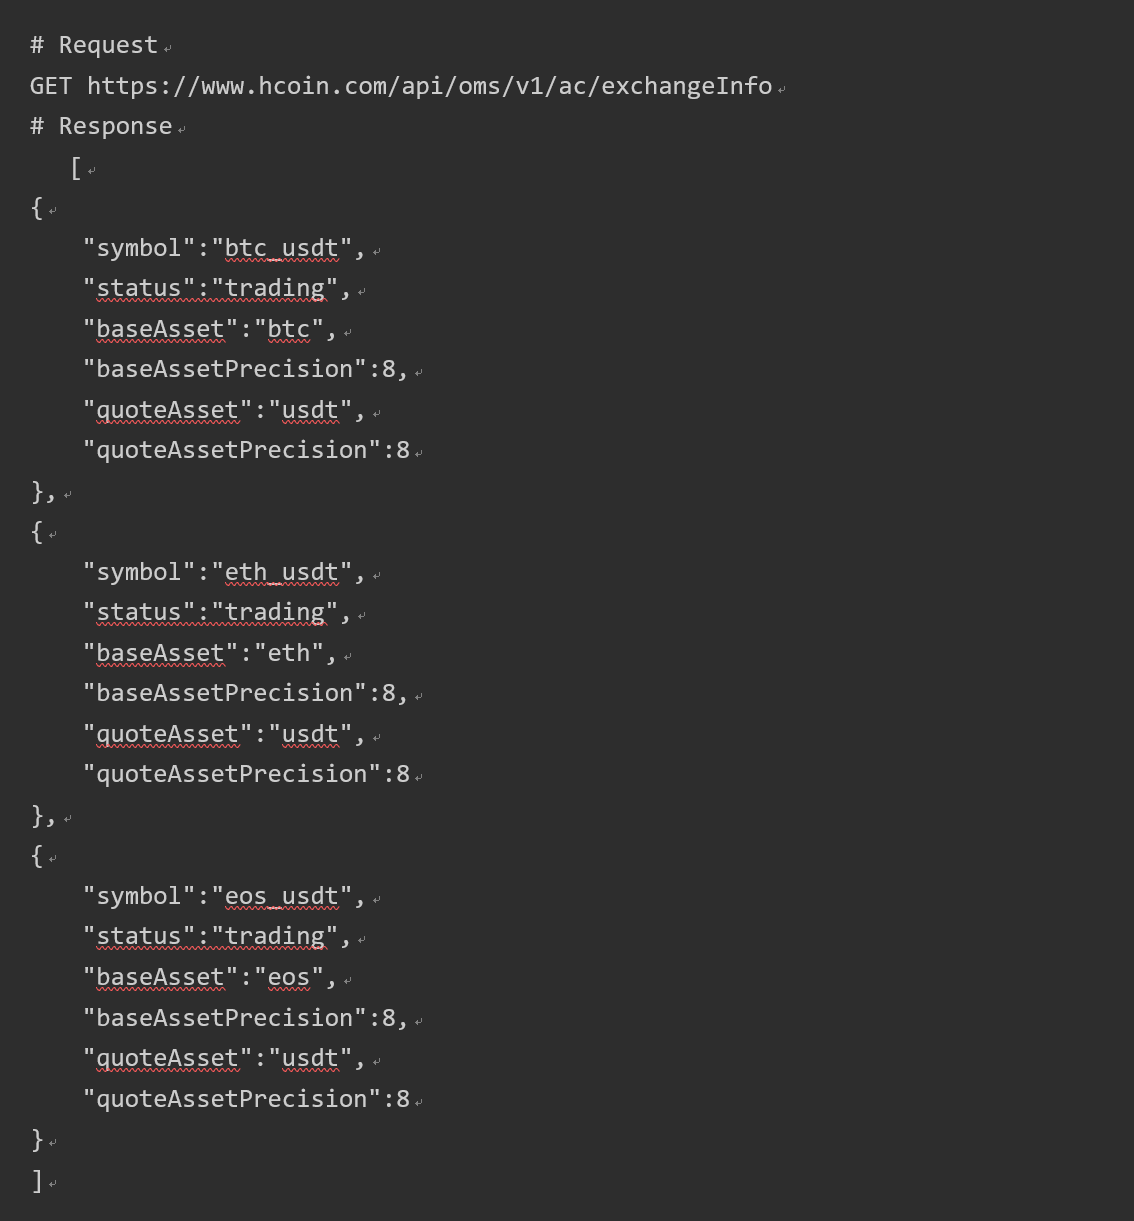 # Request
GET https://www.hcoin.com/api/oms/v1/ac/exchangeInfo
# Response
[
{
"symbol":"btc_usdt",
"status":"trading",
"baseAsset":"btc",
"baseAssetPrecision":8,
"quoteAsset":"usdt",
"quoteAssetPrecision":8
},
{
"symbol":"eth_usdt",
"status":"trading",
"baseAsset":"eth",
"baseAssetPrecision":8,
"quoteAsset":"usdt",
"quoteAssetPrecision":8
},
{
"symbol":"eos_usdt",
"status":"trading",
"baseAsset":"eos",
"baseAssetPrecision":8,
"quoteAsset":"usdt",
"quoteAssetPrecision":8
}
]